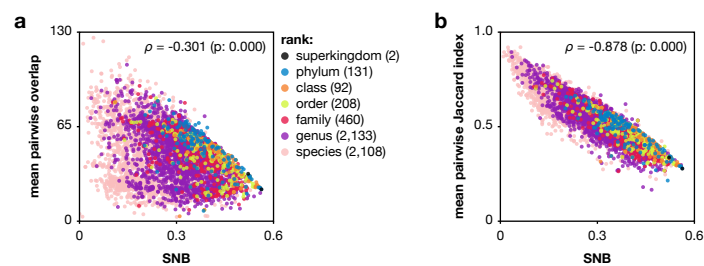 a
mean pairwise overlap
130
65
0
ρ = -0.301 (p: 0.000)
0
0.3
0.6
SNB
rank:
superkingdom (2)
phylum (131)
class (92)
order (208)
family (460)
genus (2,133)
species (2,108)
b
mean pairwise Jaccard index
1.0
0.5
0
ρ = -0.878 (p: 0.000)
0
0.3
0.6
SNB